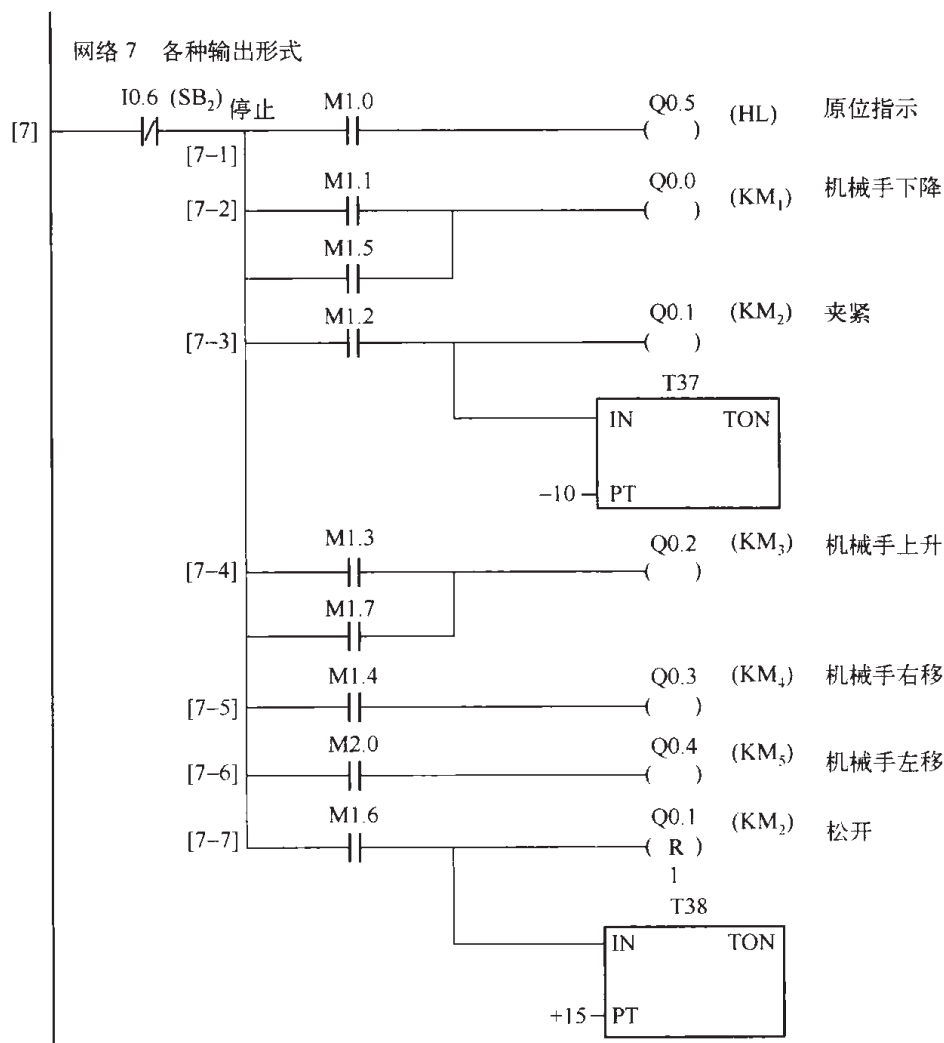 网络 7 各种输出形式
I0.6 (SB₂) 停止 M1.0 Q0.5 (HL) 原位指示
[7]
[7-1]
M1.1 Q0.0 (KM₁) 机械手下降
[7-2]
M1.5
M1.2 Q0.1 (KM₂) 夹紧
[7-3]
T37
IN TON
-10 PT
M1.3 Q0.2 (KM₃) 机械手上升
[7-4]
M1.7
M1.4 Q0.3 (KM₄) 机械手右移
[7-5]
M2.0 Q0.4 (KM₅) 机械手左移
[7-6]
M1.6 Q0.1 (KM₂) 松开
[7-7]
R
1
T38
IN TON
+15 PT